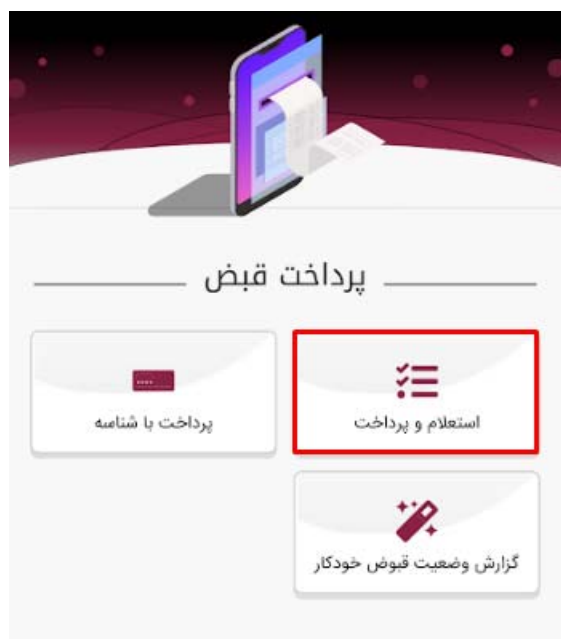 پرداخت قبض
استعلام و پرداخت
پرداخت با شناسه
گزارش وضعیت قبوض خودکار